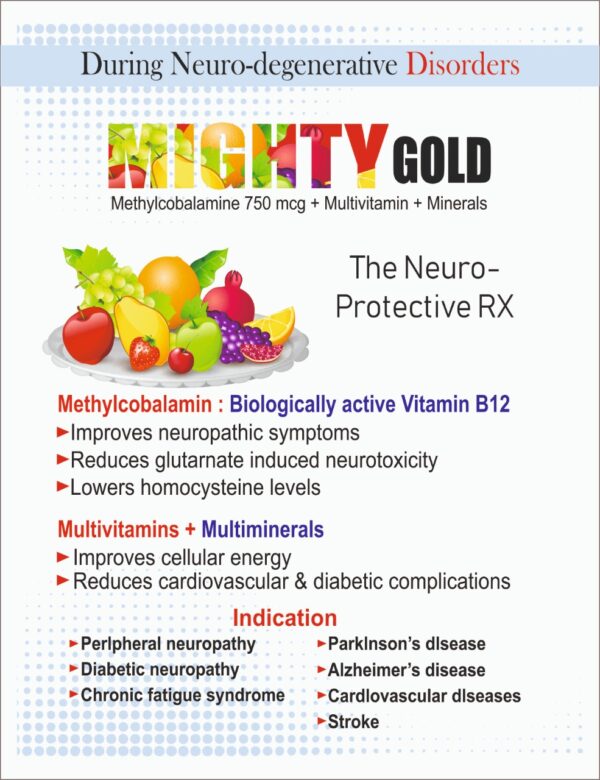 During Neuro-degenerative Disorders
MIGHTY GOLD
Methylcobalamine 750 mcg + Multivitamin + Minerals
The Neuro-
Protective RX
Methylcobalamin : Biologically active Vitamin B12
►Improves neuropathic symptoms
►Reduces glutarnate induced neurotoxicity
►Lowers homocysteine levels
Multivitamins + Multiminerals
► Improves cellular energy
► Reduces cardiovascular & diabetic complications
Indication
►Perlpheral neuropathy
►Diabetic neuropathy
►Chronic fatigue syndrome
►Parklnson's dlsease
►Alzheimer's disease
►Cardlovascular dlseases
►Stroke